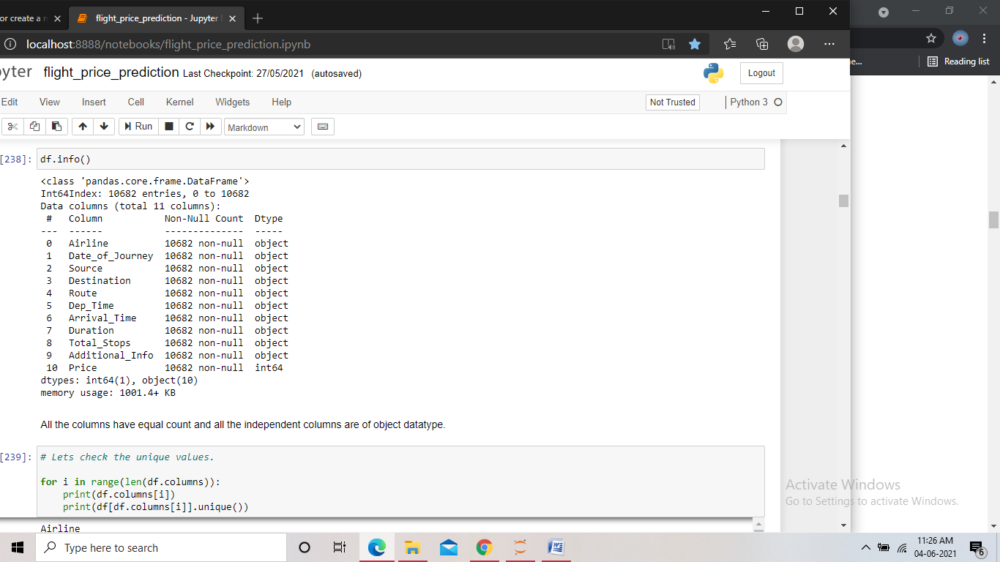 or create a n
flight_price_prediction - Jupyter
localhost:8888/notebooks/flight_price_prediction.ipynb
e...
Reading list
yter flight_price_prediction Last Checkpoint: 27/05/2021 (autosaved)
Logout
Edit View Insert Cell Kernel Widgets Help
Not Trusted
Python 3
Run
Markdown
[238]: df.info()
<class 'pandas.core.frame.DataFrame'>
Int64Index: 10682 entries, 0 to 10682
Data columns (total 11 columns):
# Column Non-Null Count Dtype
--- ------ -------------- -----
0 Airline 10682 non-null object
1 Date_of_Journey 10682 non-null object
2 Source 10682 non-null object
3 Destination 10682 non-null object
4 Route 10682 non-null object
5 Dep_Time 10682 non-null object
6 Arrival_Time 10682 non-null object
7 Duration 10682 non-null object
8 Total_Stops 10682 non-null object
9 Additional_Info 10682 non-null object
10 Price 10682 non-null int64
dtypes: int64(1), object(10)
memory usage: 1001.4+ KB
All the columns have equal count and all the independent columns are of object datatype.
[239]: # Lets check the unique values.
for i in range(len(df.columns)):
    print(df.columns[i])
    print(df[df.columns[i]].unique())
Airline
Activate Windows
Go to Settings to activate Windows.
Type here to search
11:26 AM
04-06-2021
6